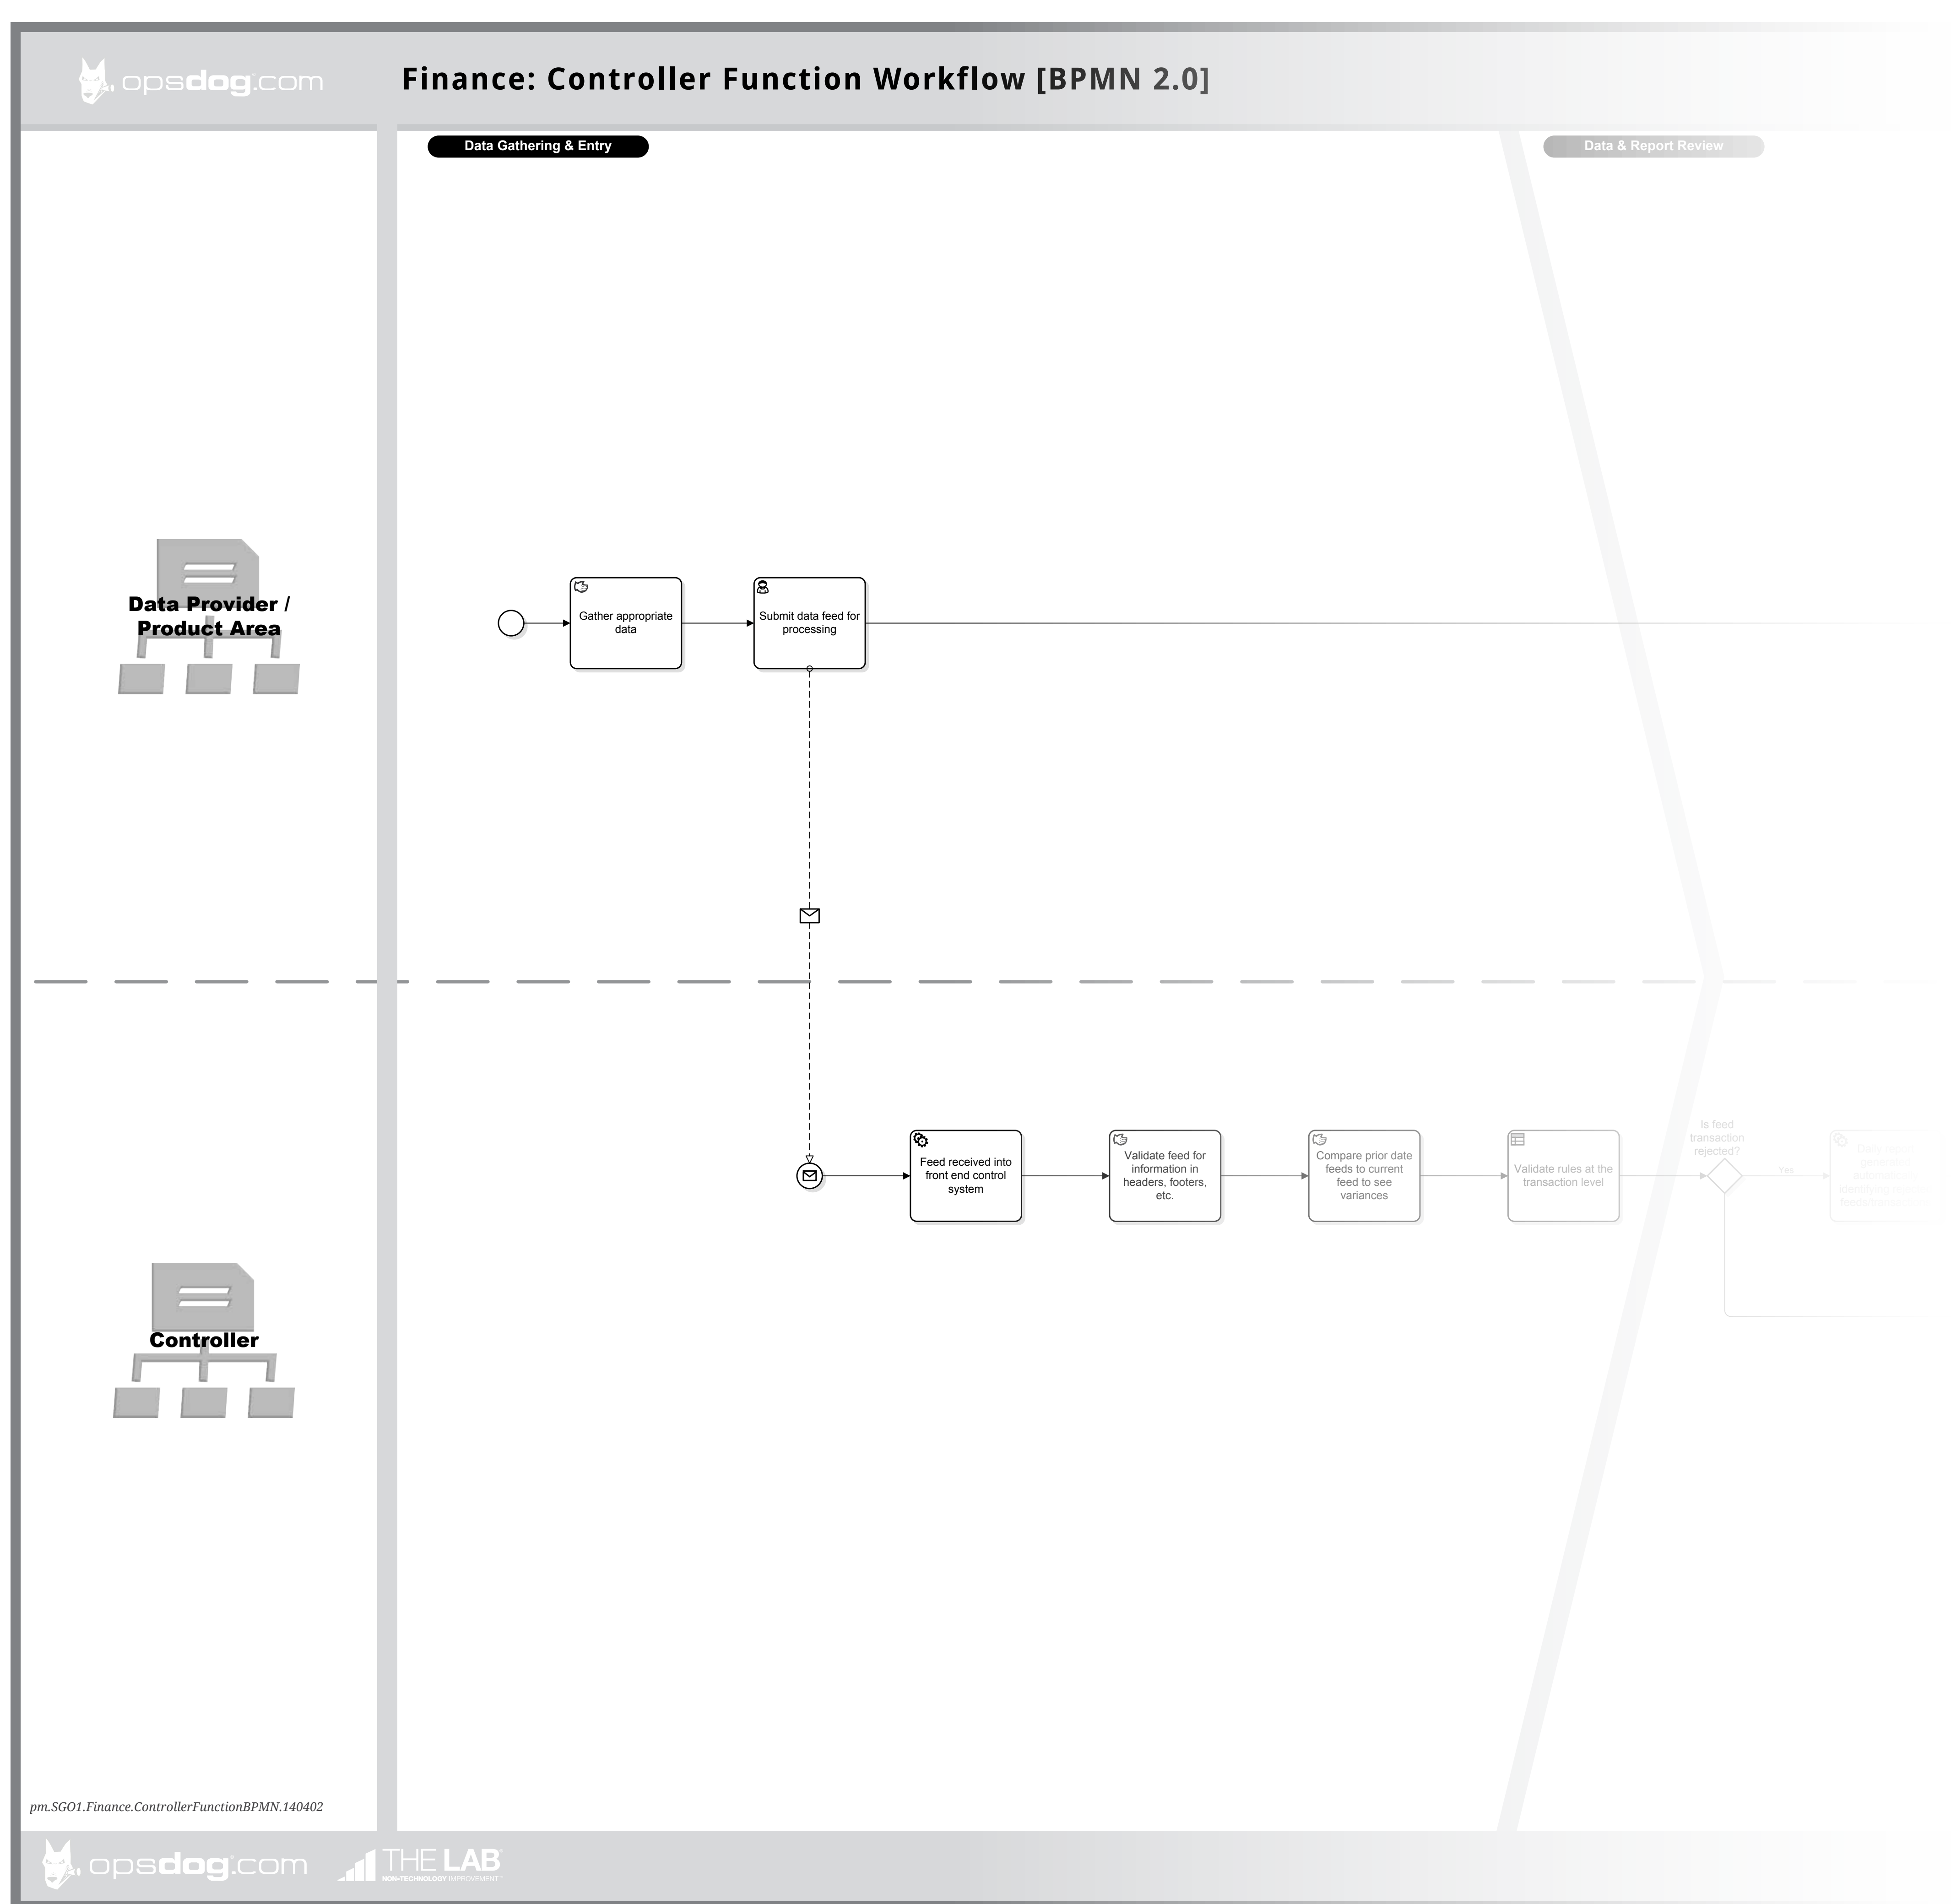 opsdog.com
Finance: Controller Function Workflow [BPMN 2.0]
Data Gathering & Entry
Data & Report Review
Data Provider /
Product Area
Gather appropriate
data
Submit data feed for
processing
Controller
Feed received into
front end control
system
Validate feed for
information in
headers, footers,
etc.
Compare prior date
feeds to current
feed to see
variances
Validate rules at the
transaction level
Is feed
transaction
rejected?
Yes
pm.SGO1.Finance.ControllerFunctionBPMN.140402
opsdog.com
THE LAB
NON-TECHNOLOGY IMPROVEMENT